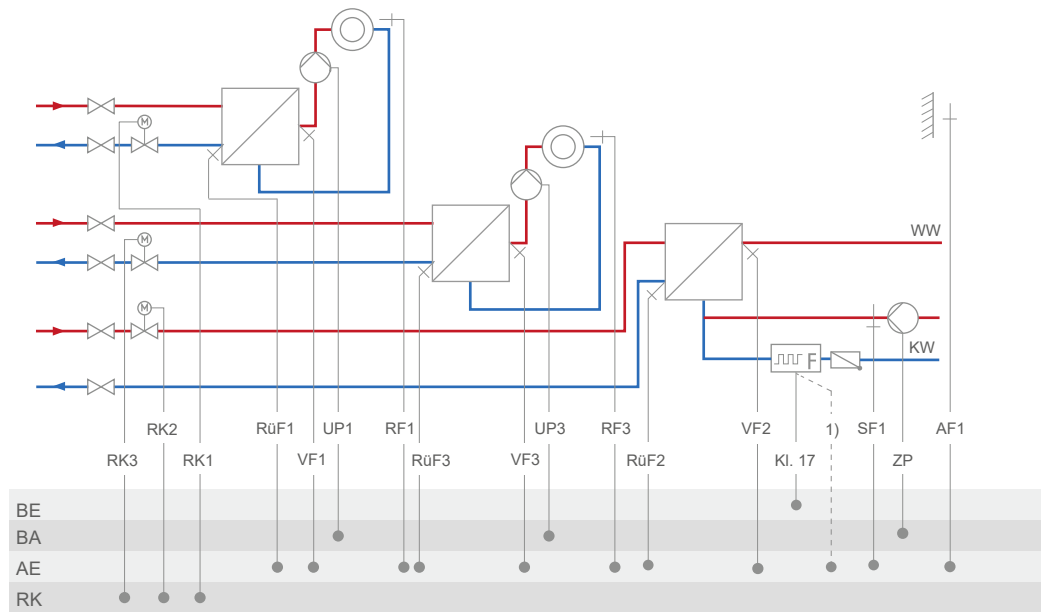 M
M
M
WW
F
KW
RK2
RüF1
UP1
RF1
UP3
RF3
VF2
1)
SF1
AF1
RK3
RK1
VF1
RüF3
VF3
RüF2
Kl. 17
ZP
BE
BA
AE
RK